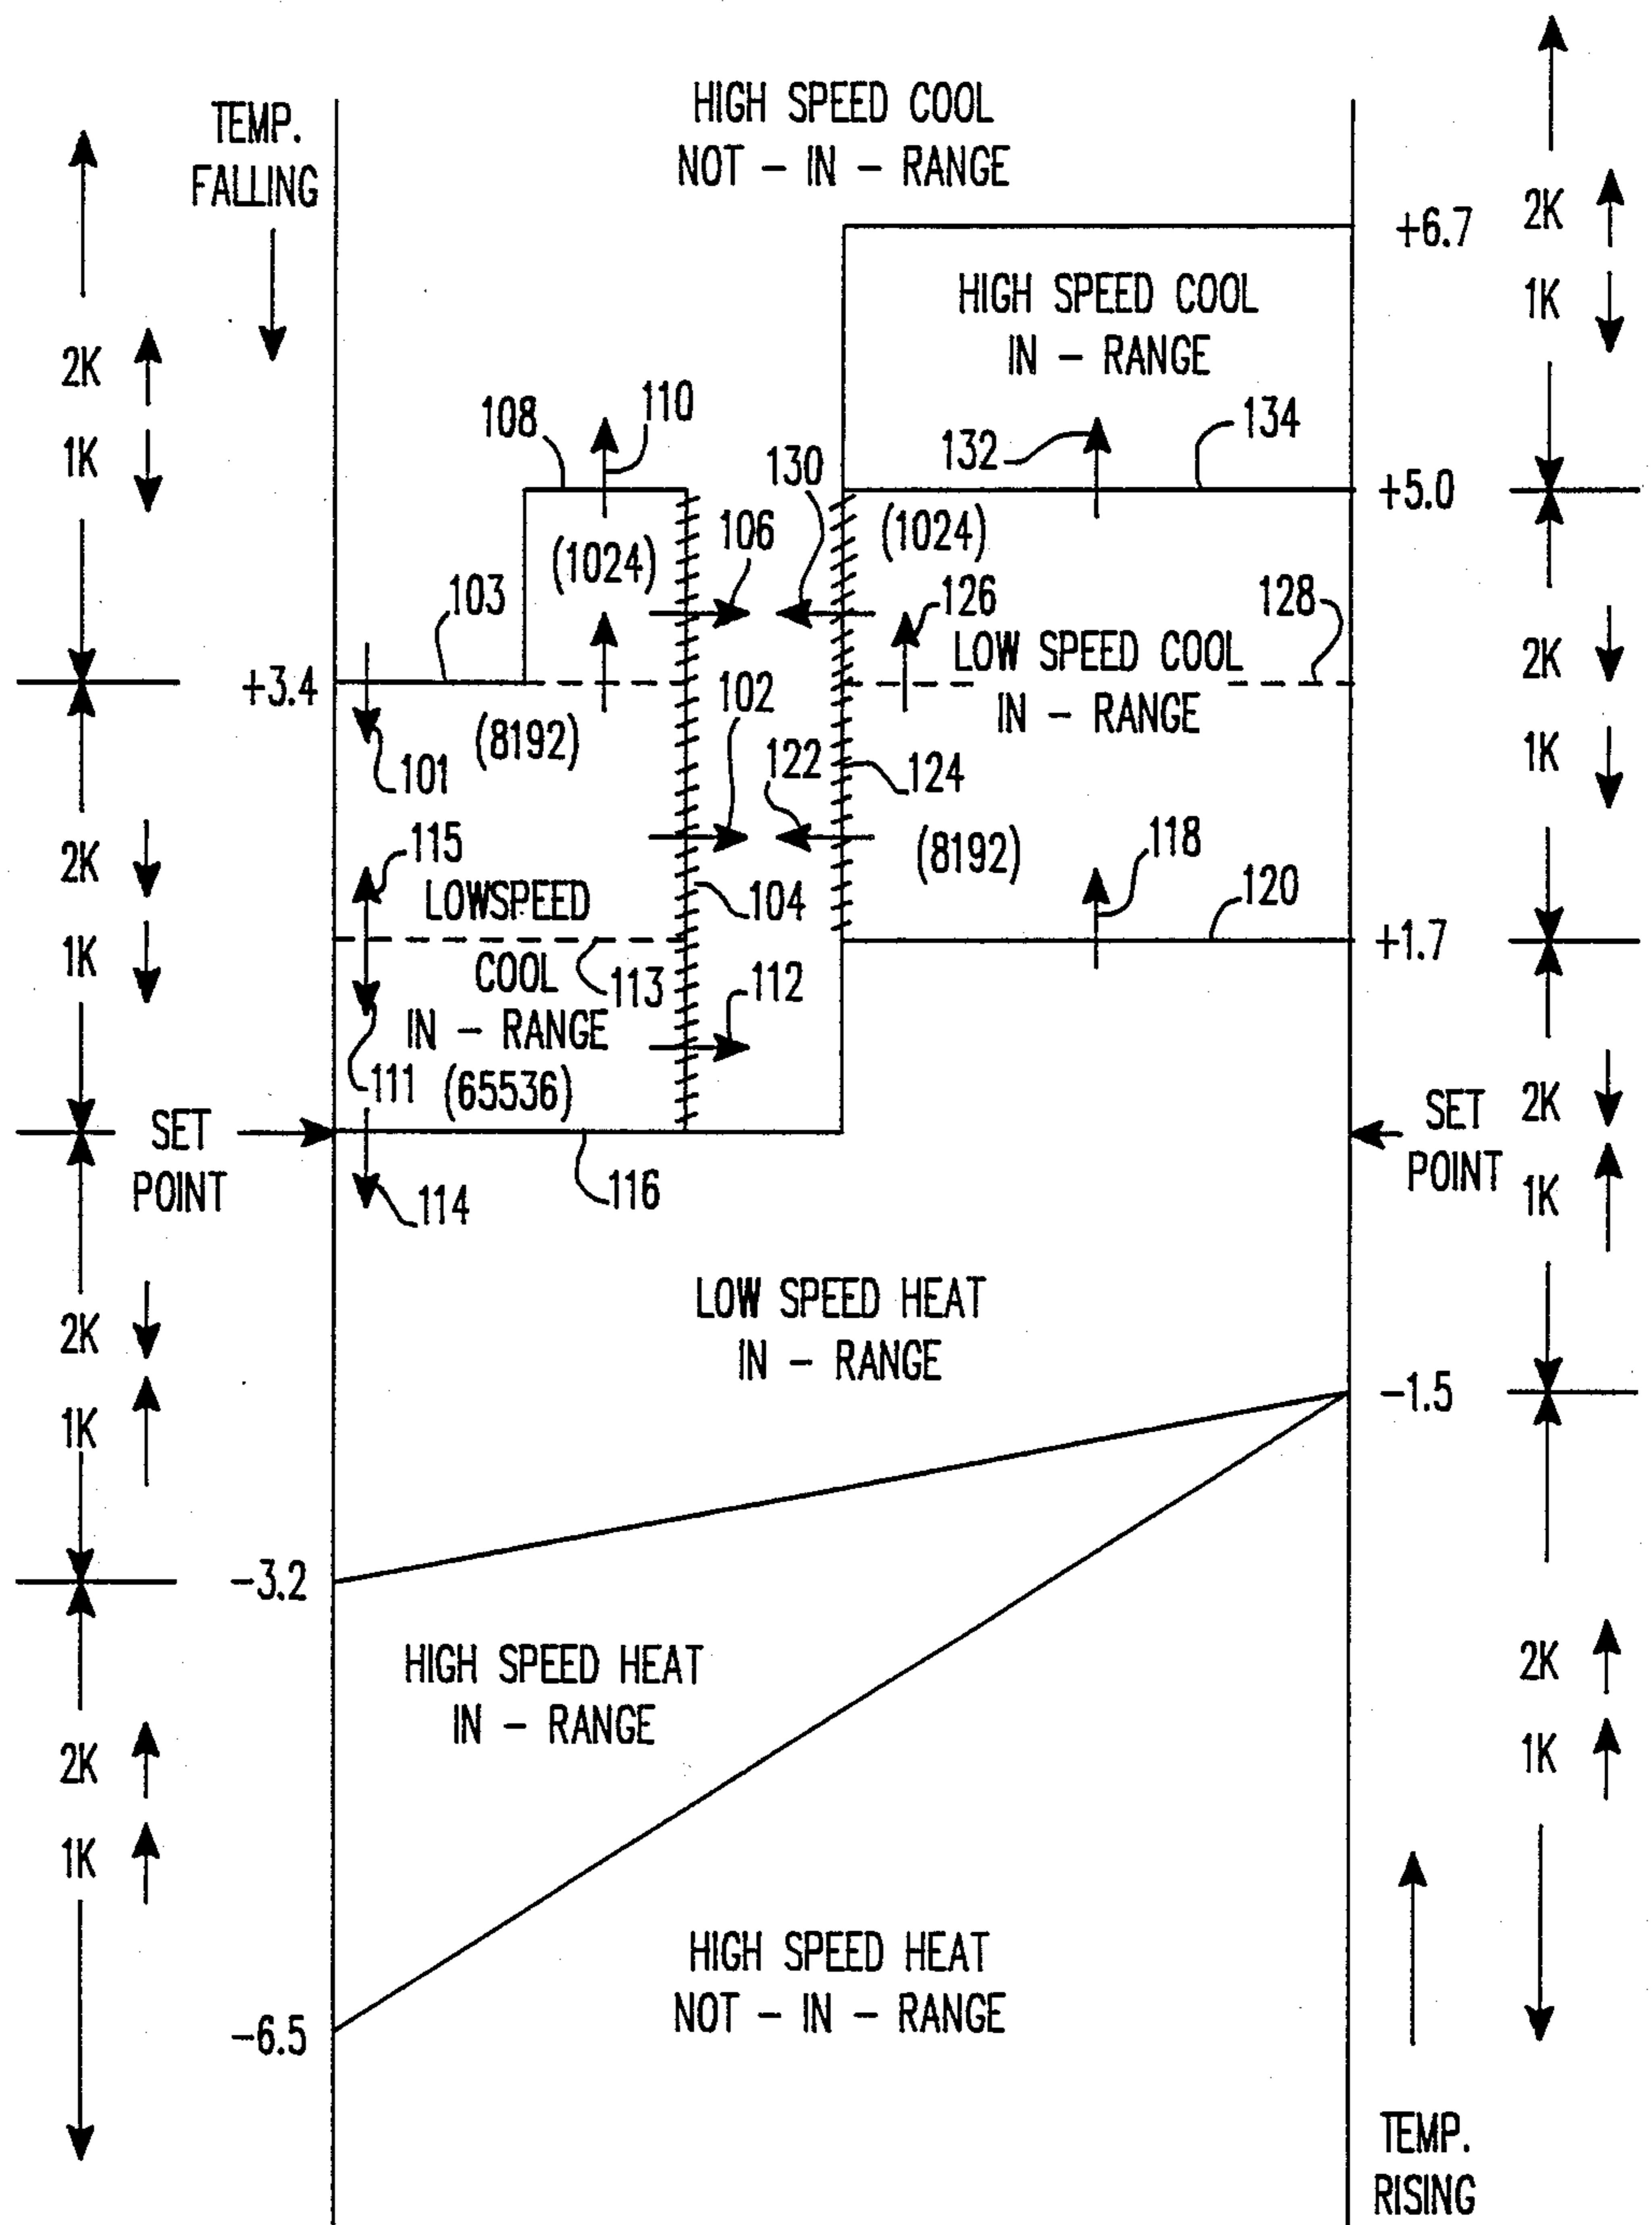 HIGH SPEED COOL
NOT - IN - RANGE
TEMP.
FALLING
2K
1K
+6.7
HIGH SPEED COOL
IN - RANGE
2K
1K
108
110
130
132
134
+5.0
(1024)
106
(1024)
103
126
128
+3.4
LOW SPEED COOL
IN - RANGE
2K
1K
(8192)
102
101
122
124
(8192)
118
115
2K
1K
LOWSPEED
COOL
IN - RANGE
(65536)
104
120
+1.7
113
112
111
SET
POINT
SET
POINT
2K
1K
114
116
LOW SPEED HEAT
IN - RANGE
2K
1K
-1.5
-3.2
HIGH SPEED HEAT
IN - RANGE
2K
1K
2K
1K
HIGH SPEED HEAT
NOT - IN - RANGE
-6.5
TEMP.
RISING